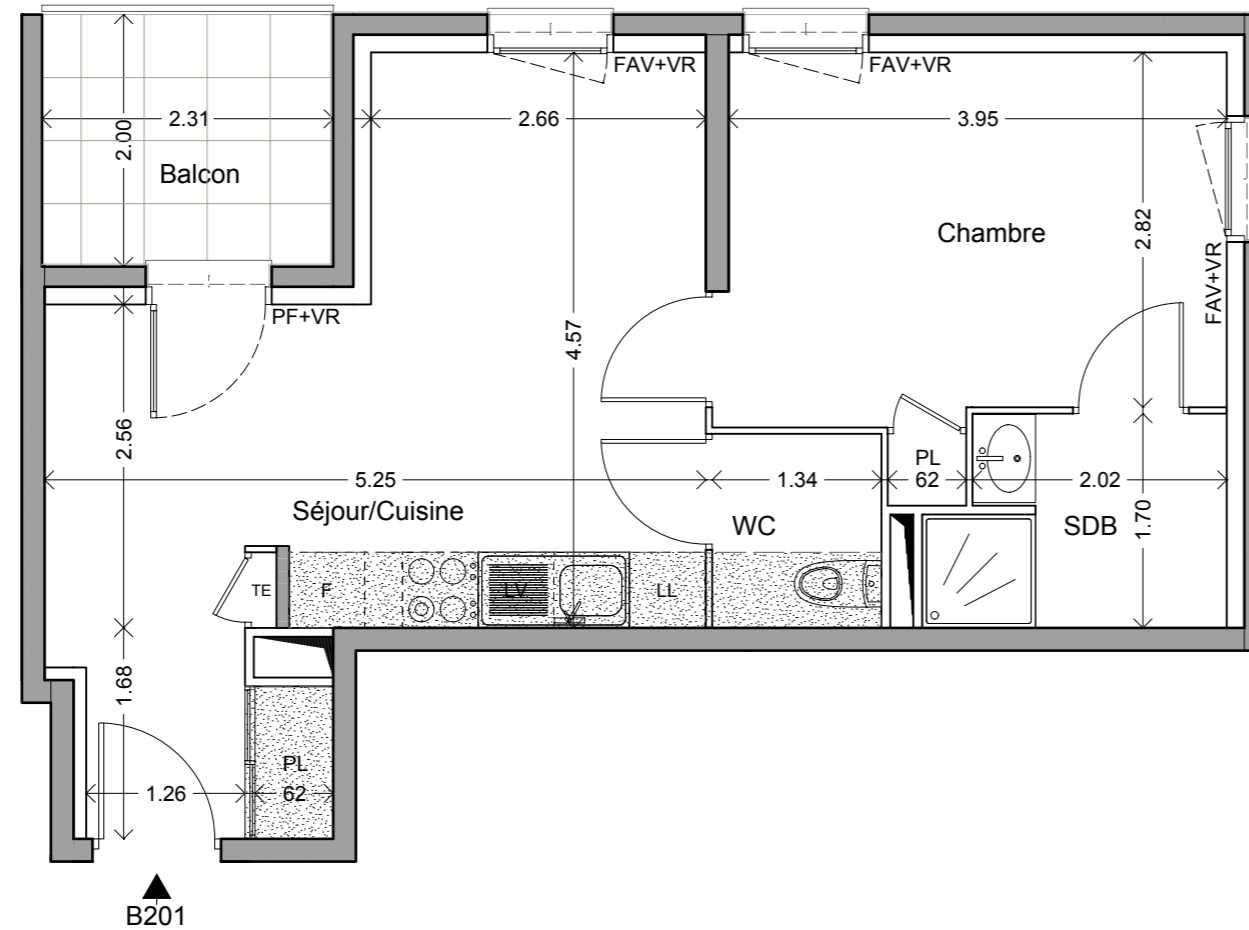 FAV+VR
FAV+VR
2.31
2.66
3.95
2.00
Balcon
Chambre
2.82
FAV+VR
PF+VR
4.57
2.56
5.25
1.34
PL
62
2.02
Séjour/Cuisine
WC
SDB
1.70
TE
F
LV
LL
1.68
PL
62
1.26
B201